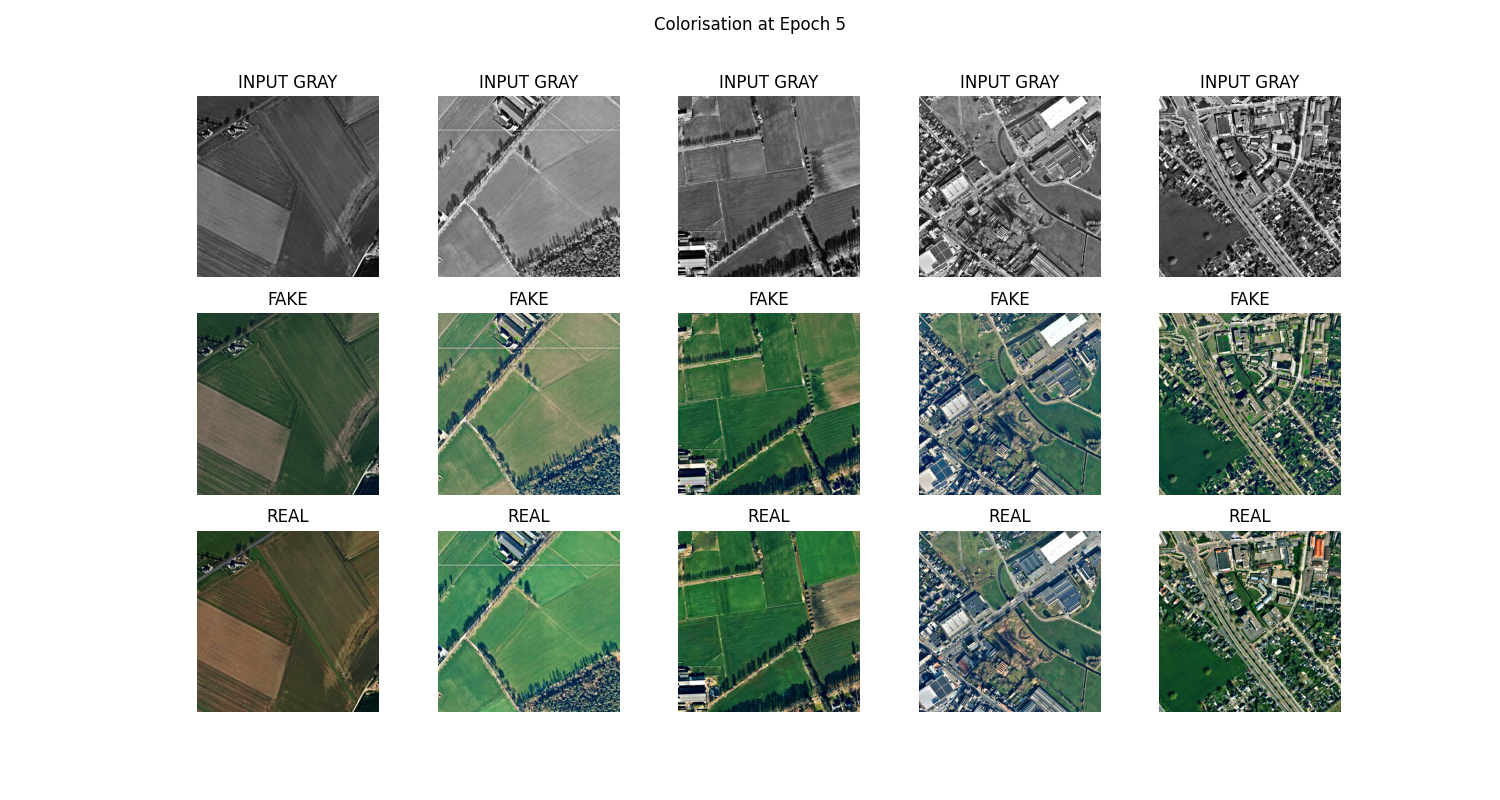 Colorisation at Epoch 5
INPUT GRAY INPUT GRAY INPUT GRAY INPUT GRAY INPUT GRAY
FAKE FAKE FAKE FAKE FAKE
REAL REAL REAL REAL REAL